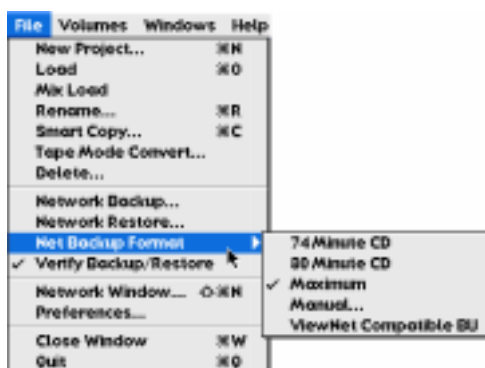 File Volumes Windows Help
New Project... ⌘N
Load ⌘O
Mix Load
Rename... ⌘R
Smart Copy... ⌘C
Tape Mode Convert...
Delete...
Network Backup...
Network Restore...
Net Backup Format
✓ Verify Backup/Restore
Network Window... ⇧⌘N
Preferences...
Close Window ⌘W
Quit ⌘Q
74 Minute CD
80 Minute CD
✓ Maximum
Manual...
ViewNet Compatible BU